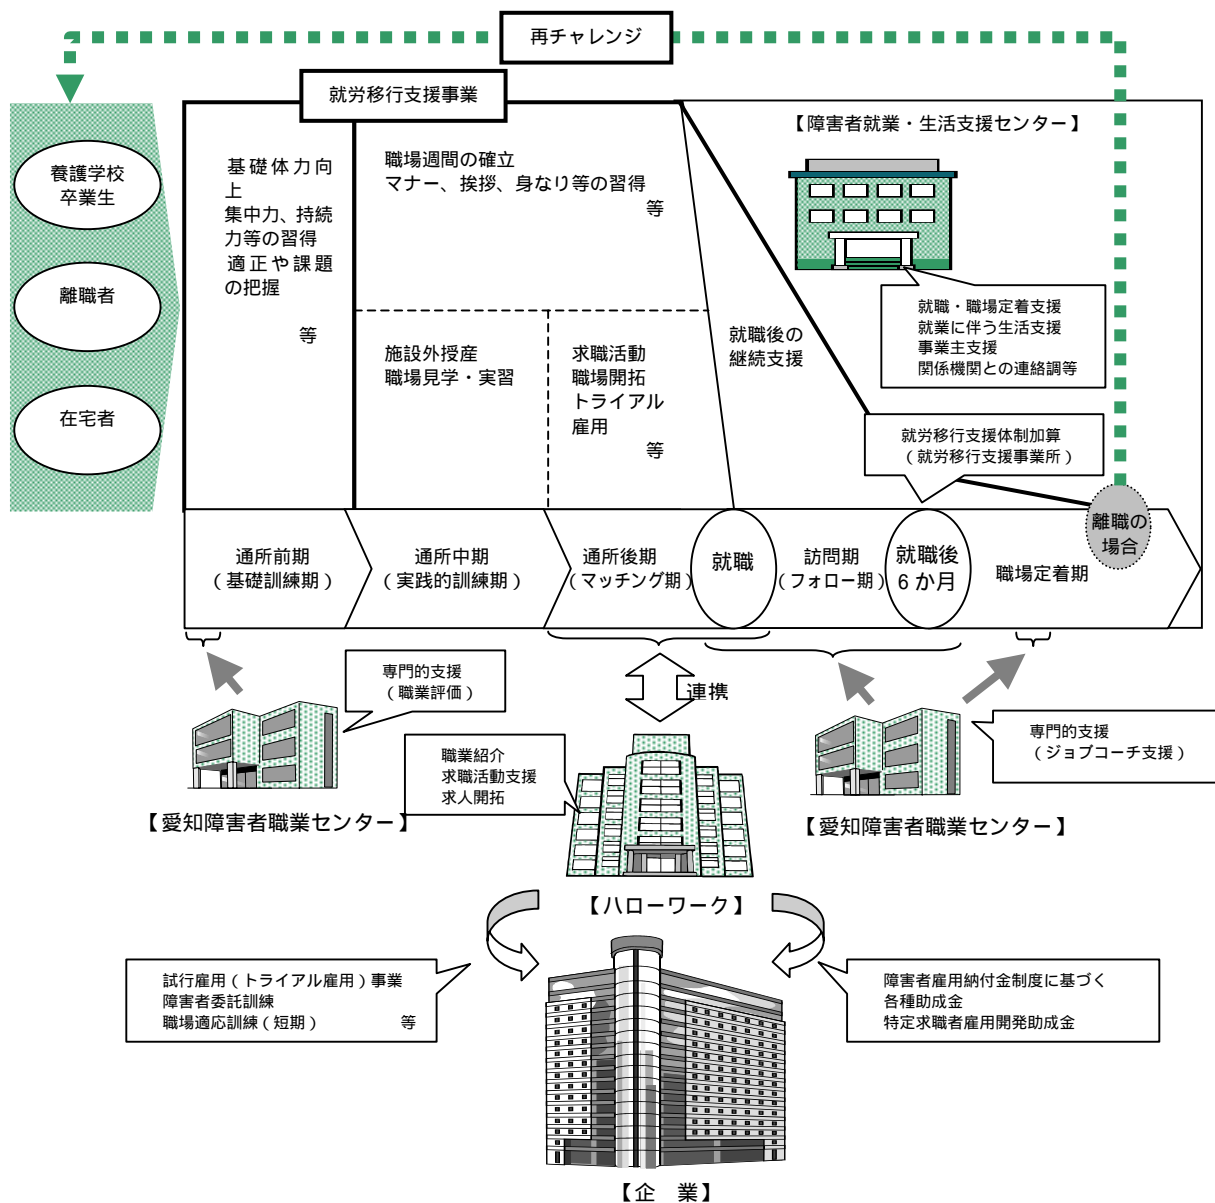 再チャレンジ
就労移行支援事業
【障害者就業・生活支援センター】
養護学校
卒業生
離職者
在宅者
基礎体力向
上
集中力、持続
力等の習得
適正や課題
の把握
等
職場週間の確立
マナー、挨拶、身なり等の習得
等
施設外授産
職場見学・実習
求職活動
職場開拓
トライアル
雇用
等
就職後の
継続支援
就職・職場定着支援
就業に伴う生活支援
事業主支援
関係機関との連絡調等
就労移行支援体制加算
（就労移行支援事業所）
離職の
場合
通所前期
（基礎訓練期）
通所中期
（実践的訓練期）
通所後期
（マッチング期）
就職
訪問期
（フォロー期）
就職後
6か月
職場定着期
専門的支援
（職業評価）
連携
職業紹介
求職活動支援
求人開拓
専門的支援
（ジョブコーチ支援）
【愛知障害者職業センター】
【愛知障害者職業センター】
【ハローワーク】
試行雇用（トライアル雇用）事業
障害者委託訓練
職場適応訓練（短期）　等
障害者雇用納付金制度に基づく
各種助成金
特定求職者雇用開発助成金
【企　業】